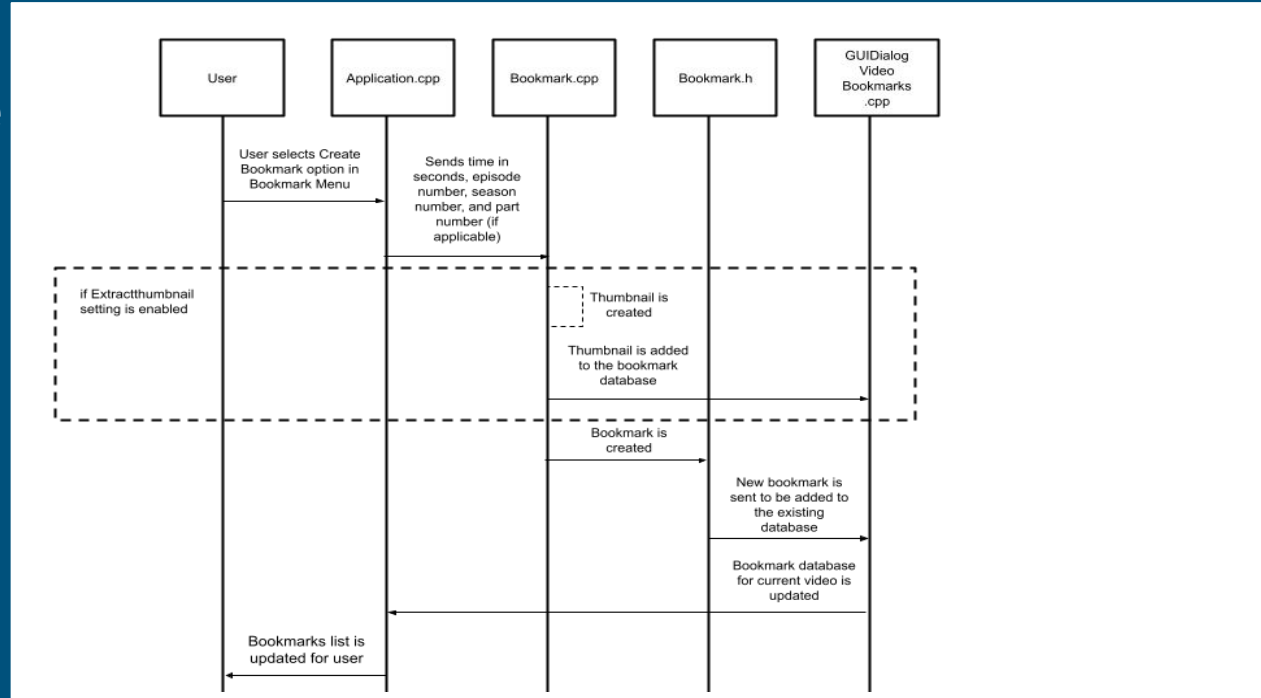 User
Application.cpp
Bookmark.cpp
Bookmark.h
GUIDialog
Video
Bookmarks
.cpp
User selects Create
Bookmark option in
Bookmark Menu
Sends time in
seconds, episode
number, season
number, and part
number (if
applicable)
if Extractthumbnail
setting is enabled
Thumbnail is
created
Thumbnail is added
to the bookmark
database
Bookmark is
created
New bookmark is
sent to be added to
the existing
database
Bookmark database
for current video is
updated
Bookmarks list is
updated for user